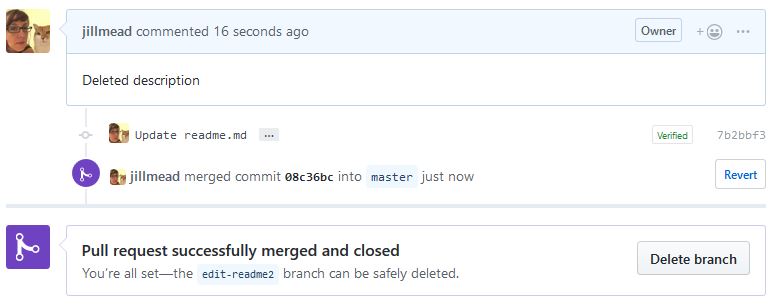 jillmead commented 16 seconds ago Owner
Deleted description
Update readme.md ... Verified 7b2bbf3
jillmead merged commit 08c36bc into master just now Revert
Pull request successfully merged and closed
You're all set—the edit-readme2 branch can be safely deleted.
Delete branch